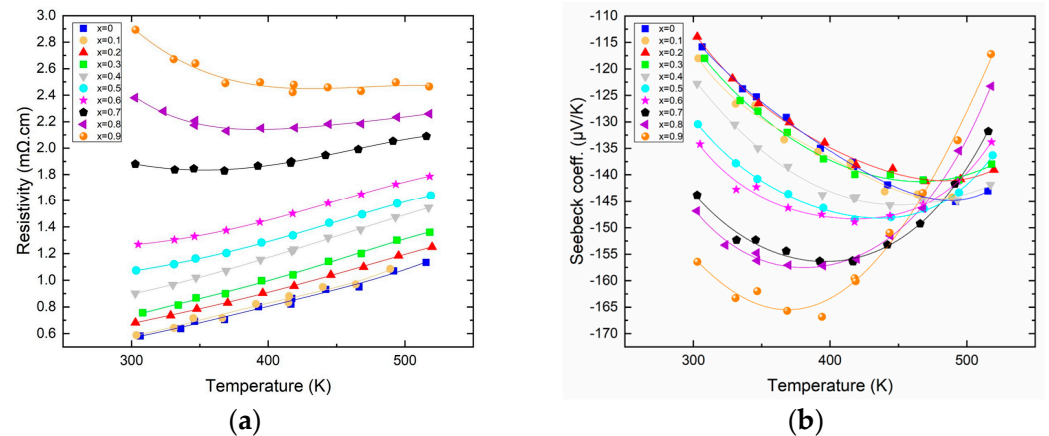 3.0
2.8
2.6
2.4
2.2
2.0
1.8
1.6
1.4
1.2
1.0
0.8
0.6
Resistivity (mΩ.cm)
x=0
x=0.1
x=0.2
x=0.3
x=0.4
x=0.5
x=0.6
x=0.7
x=0.8
x=0.9
300 400 500
Temperature (K)
(a)
-110
-115
-120
-125
-130
-135
-140
-145
-150
-155
-160
-165
-170
Seebeck coeff. (µV/K)
x=0
x=0.1
x=0.2
x=0.3
x=0.4
x=0.5
x=0.6
x=0.7
x=0.8
x=0.9
300 400 500
Temperature (K)
(b)